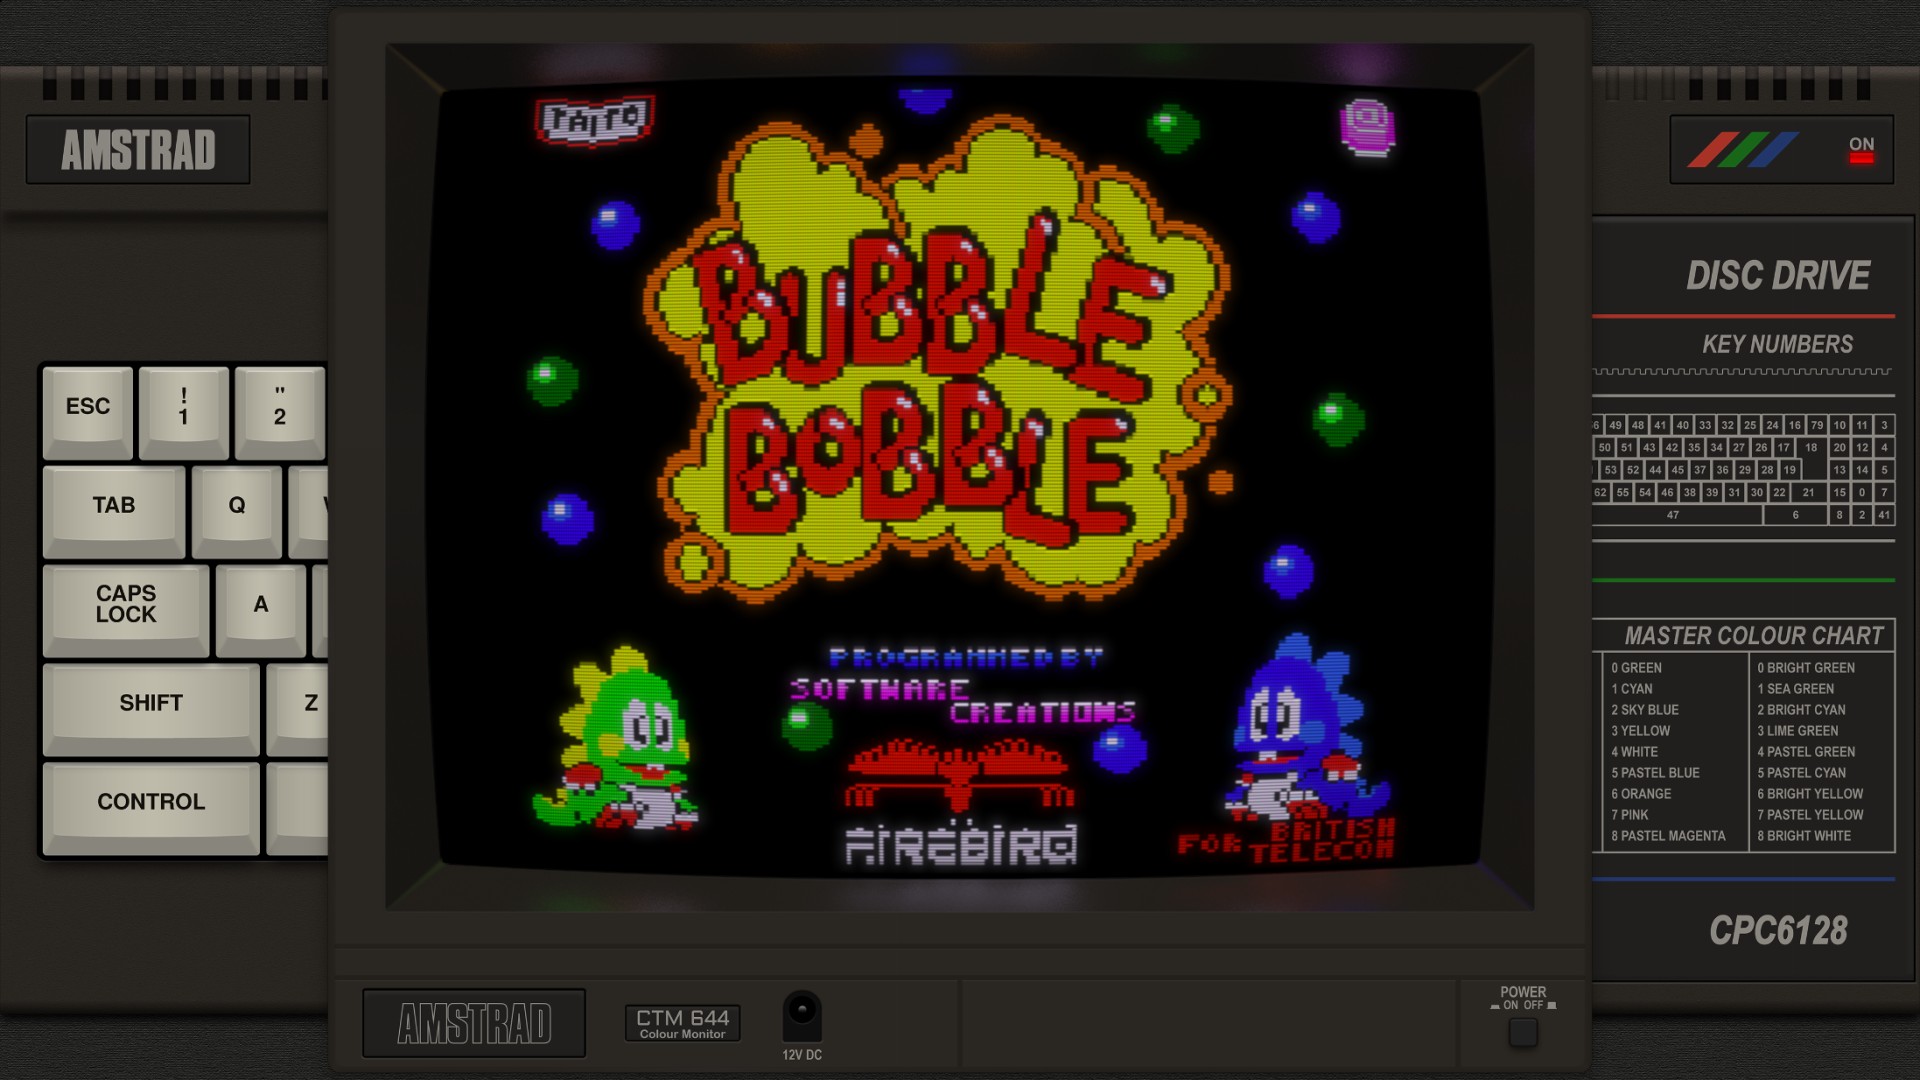 AMSTRAD
ESC
!
1
"
2
TAB
Q
CAPS
LOCK
A
SHIFT
Z
CONTROL
TAITO
BUBBLE
BOBBLE
PROGRAMMED BY
SOFTWARE
CREATIONS
FIREBIRD
FOR BRITISH
TELECOM
AMSTRAD
CTM 644
Colour Monitor
12V DC
POWER
ON OFF
ON
DISC DRIVE
KEY NUMBERS
49 48 41 40 33 32 25 24 16 79 10 11 3
50 51 43 42 35 34 27 26 17 18 20 12 4
53 52 44 45 37 36 29 28 19 13 14 5
62 55 54 46 38 39 31 30 22 21 15 0 7
47 6 8 2 41
MASTER COLOUR CHART
0 GREEN 0 BRIGHT GREEN
1 CYAN 1 SEA GREEN
2 SKY BLUE 2 BRIGHT CYAN
3 YELLOW 3 LIME GREEN
4 WHITE 4 PASTEL GREEN
5 PASTEL BLUE 5 PASTEL CYAN
6 ORANGE 6 BRIGHT YELLOW
7 PINK 7 PASTEL YELLOW
8 PASTEL MAGENTA 8 BRIGHT WHITE
CPC6128